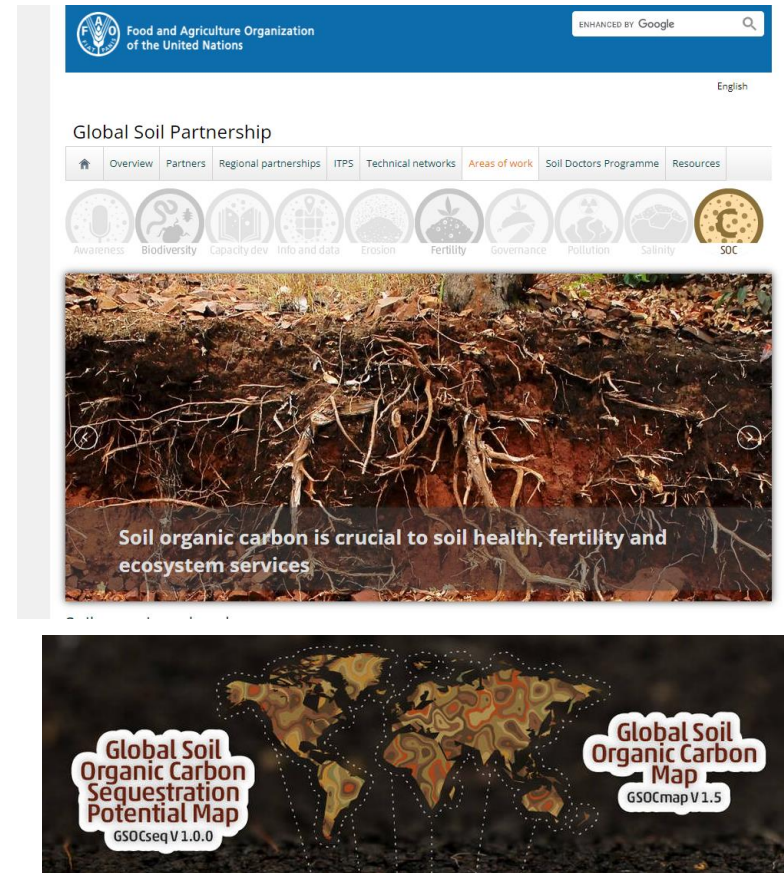 FAO
FIAT PANIS
Food and Agriculture Organization
of the United Nations
ENHANCED BY Google
English
Global Soil Partnership
Overview Partners Regional partnerships ITPS Technical networks Areas of work Soil Doctors Programme Resources
C
Awareness Biodiversity Capacity dev Info and data Erosion Fertility Governance Pollution Salinity SOC
Soil organic carbon is crucial to soil health, fertility and
ecosystem services
Global Soil
Organic Carbon
Sequestration
Potential Map
GSOCseq V 1.0.0
Global Soil
Organic Carbon
Map
GSOCmap V 1.5